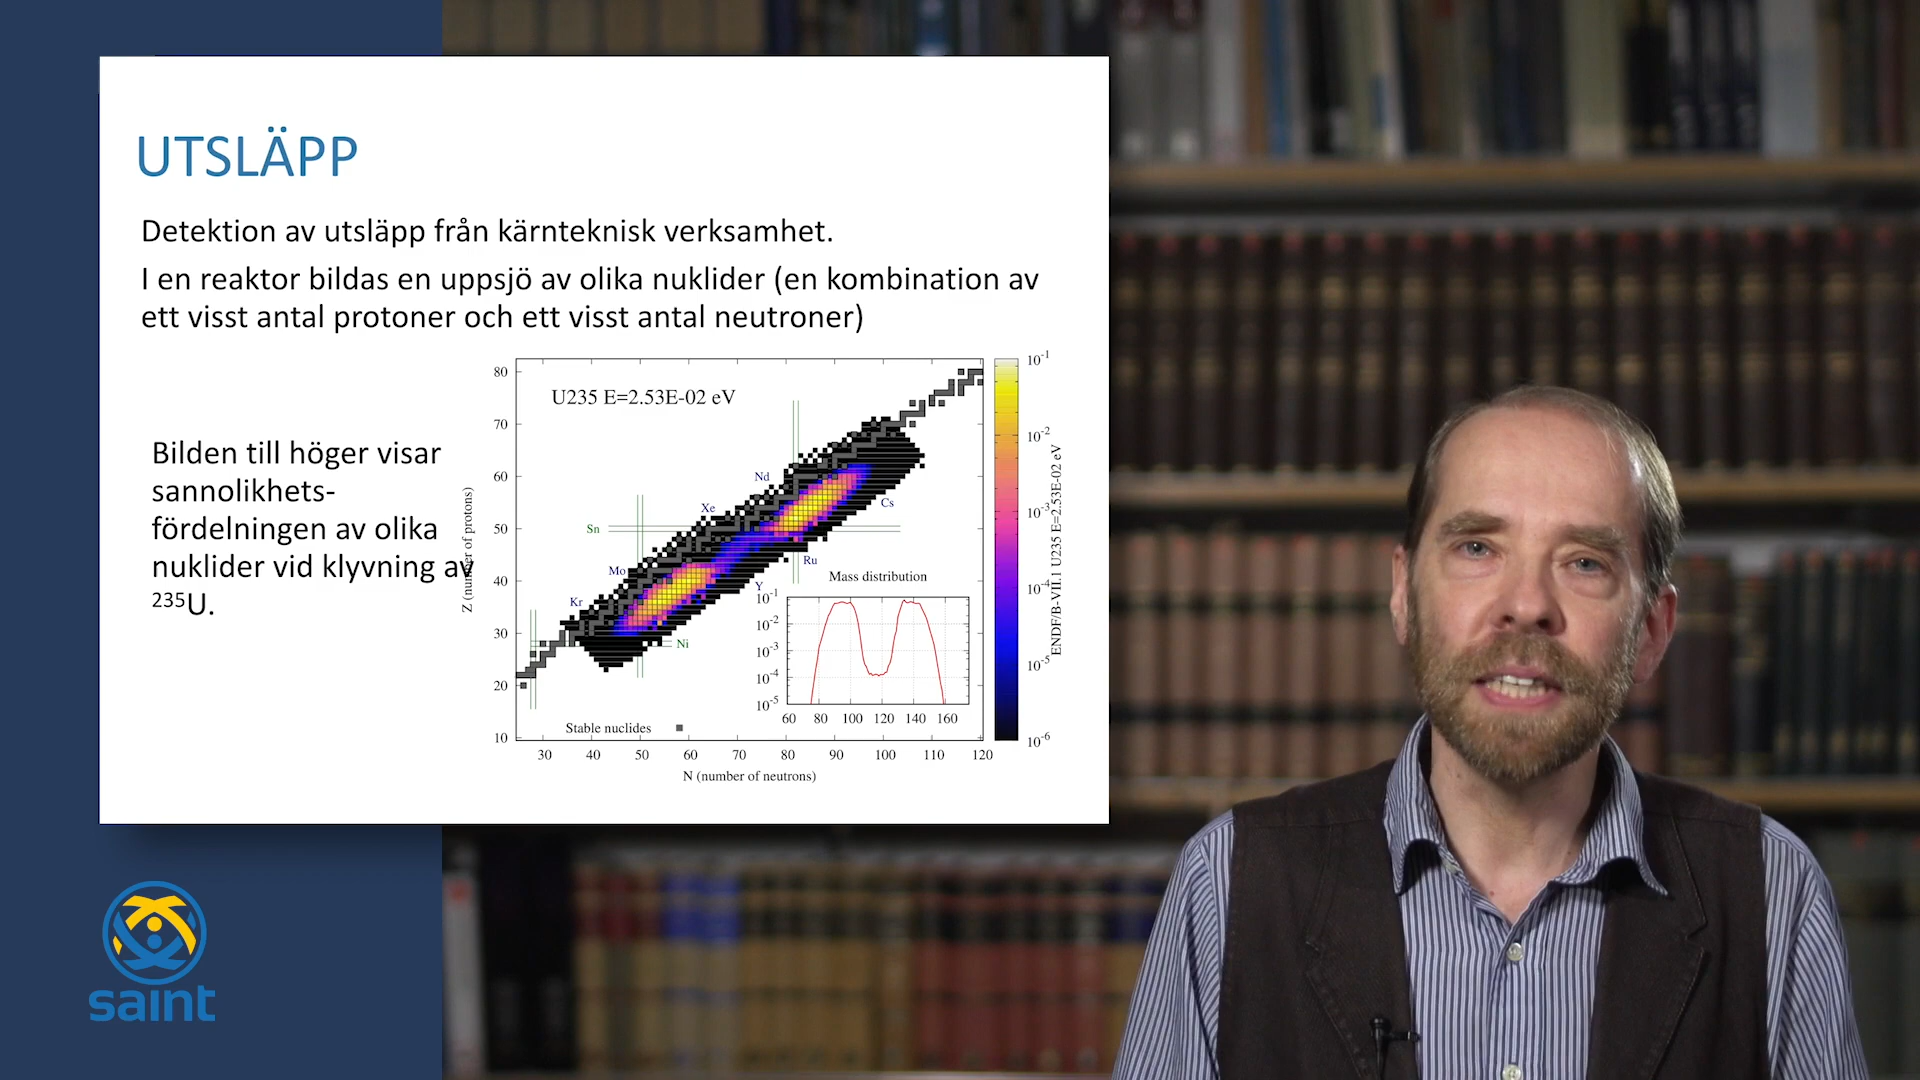 UTSLÄPP
Detektion av utsläpp från kärnteknisk verksamhet.
I en reaktor bildas en uppsjö av olika nuklider (en kombination av
ett visst antal protoner och ett visst antal neutroner)
Bilden till höger visar
sannolikhets-
fördelningen av olika
nuklider vid klyvning av
²³⁵U.
U235 E=2.53E-02 eV
Z (number of protons)
80
70
60
50
40
30
20
10
Nd
Xe
Cs
Sn
Ru
Mo
Y
Kr
Ni
Mass distribution
10⁻¹
10⁻²
10⁻³
10⁻⁴
10⁻⁵
60 80 100 120 140 160
Stable nuclides
30 40 50 60 70 80 90 100 110 120
N (number of neutrons)
10⁻¹
10⁻²
10⁻³
10⁻⁴
10⁻⁵
10⁻⁶
ENDF/B-VII.1 U235 E=2.53E-02 eV
saint